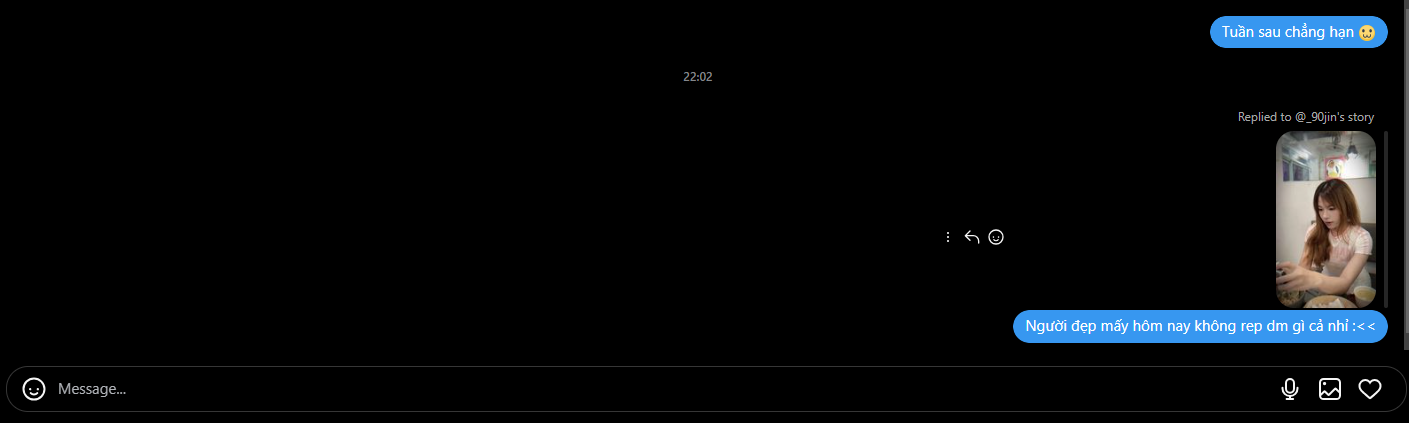 Tuần sau chẳng hạn 🥲
22:02
Replied to @_90jin's story
Người đẹp mấy hôm nay không rep dm gì cả nhỉ :<<
Message...